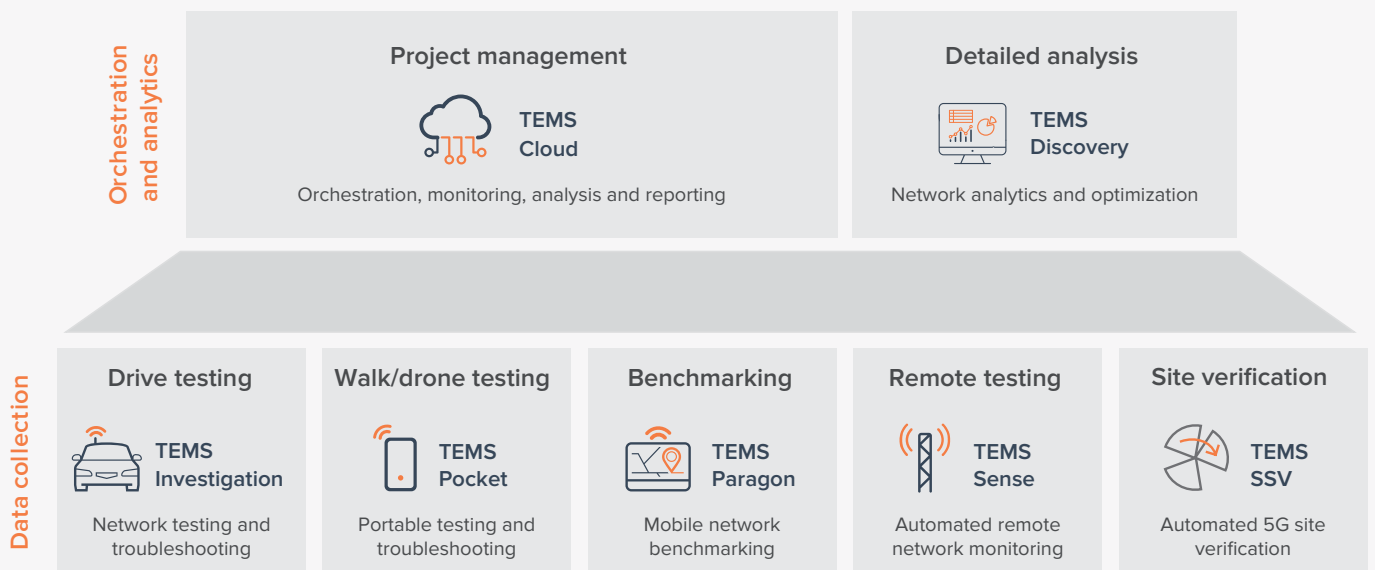 Orchestration
and analytics
Project management
TEMS
Cloud
Orchestration, monitoring, analysis and reporting
Detailed analysis
TEMS
Discovery
Network analytics and optimization
Data collection
Drive testing
TEMS
Investigation
Network testing and
troubleshooting
Walk/drone testing
TEMS
Pocket
Portable testing and
troubleshooting
Benchmarking
TEMS
Paragon
Mobile network
benchmarking
Remote testing
TEMS
Sense
Automated remote
network monitoring
Site verification
TEMS
SSV
Automated 5G site
verification